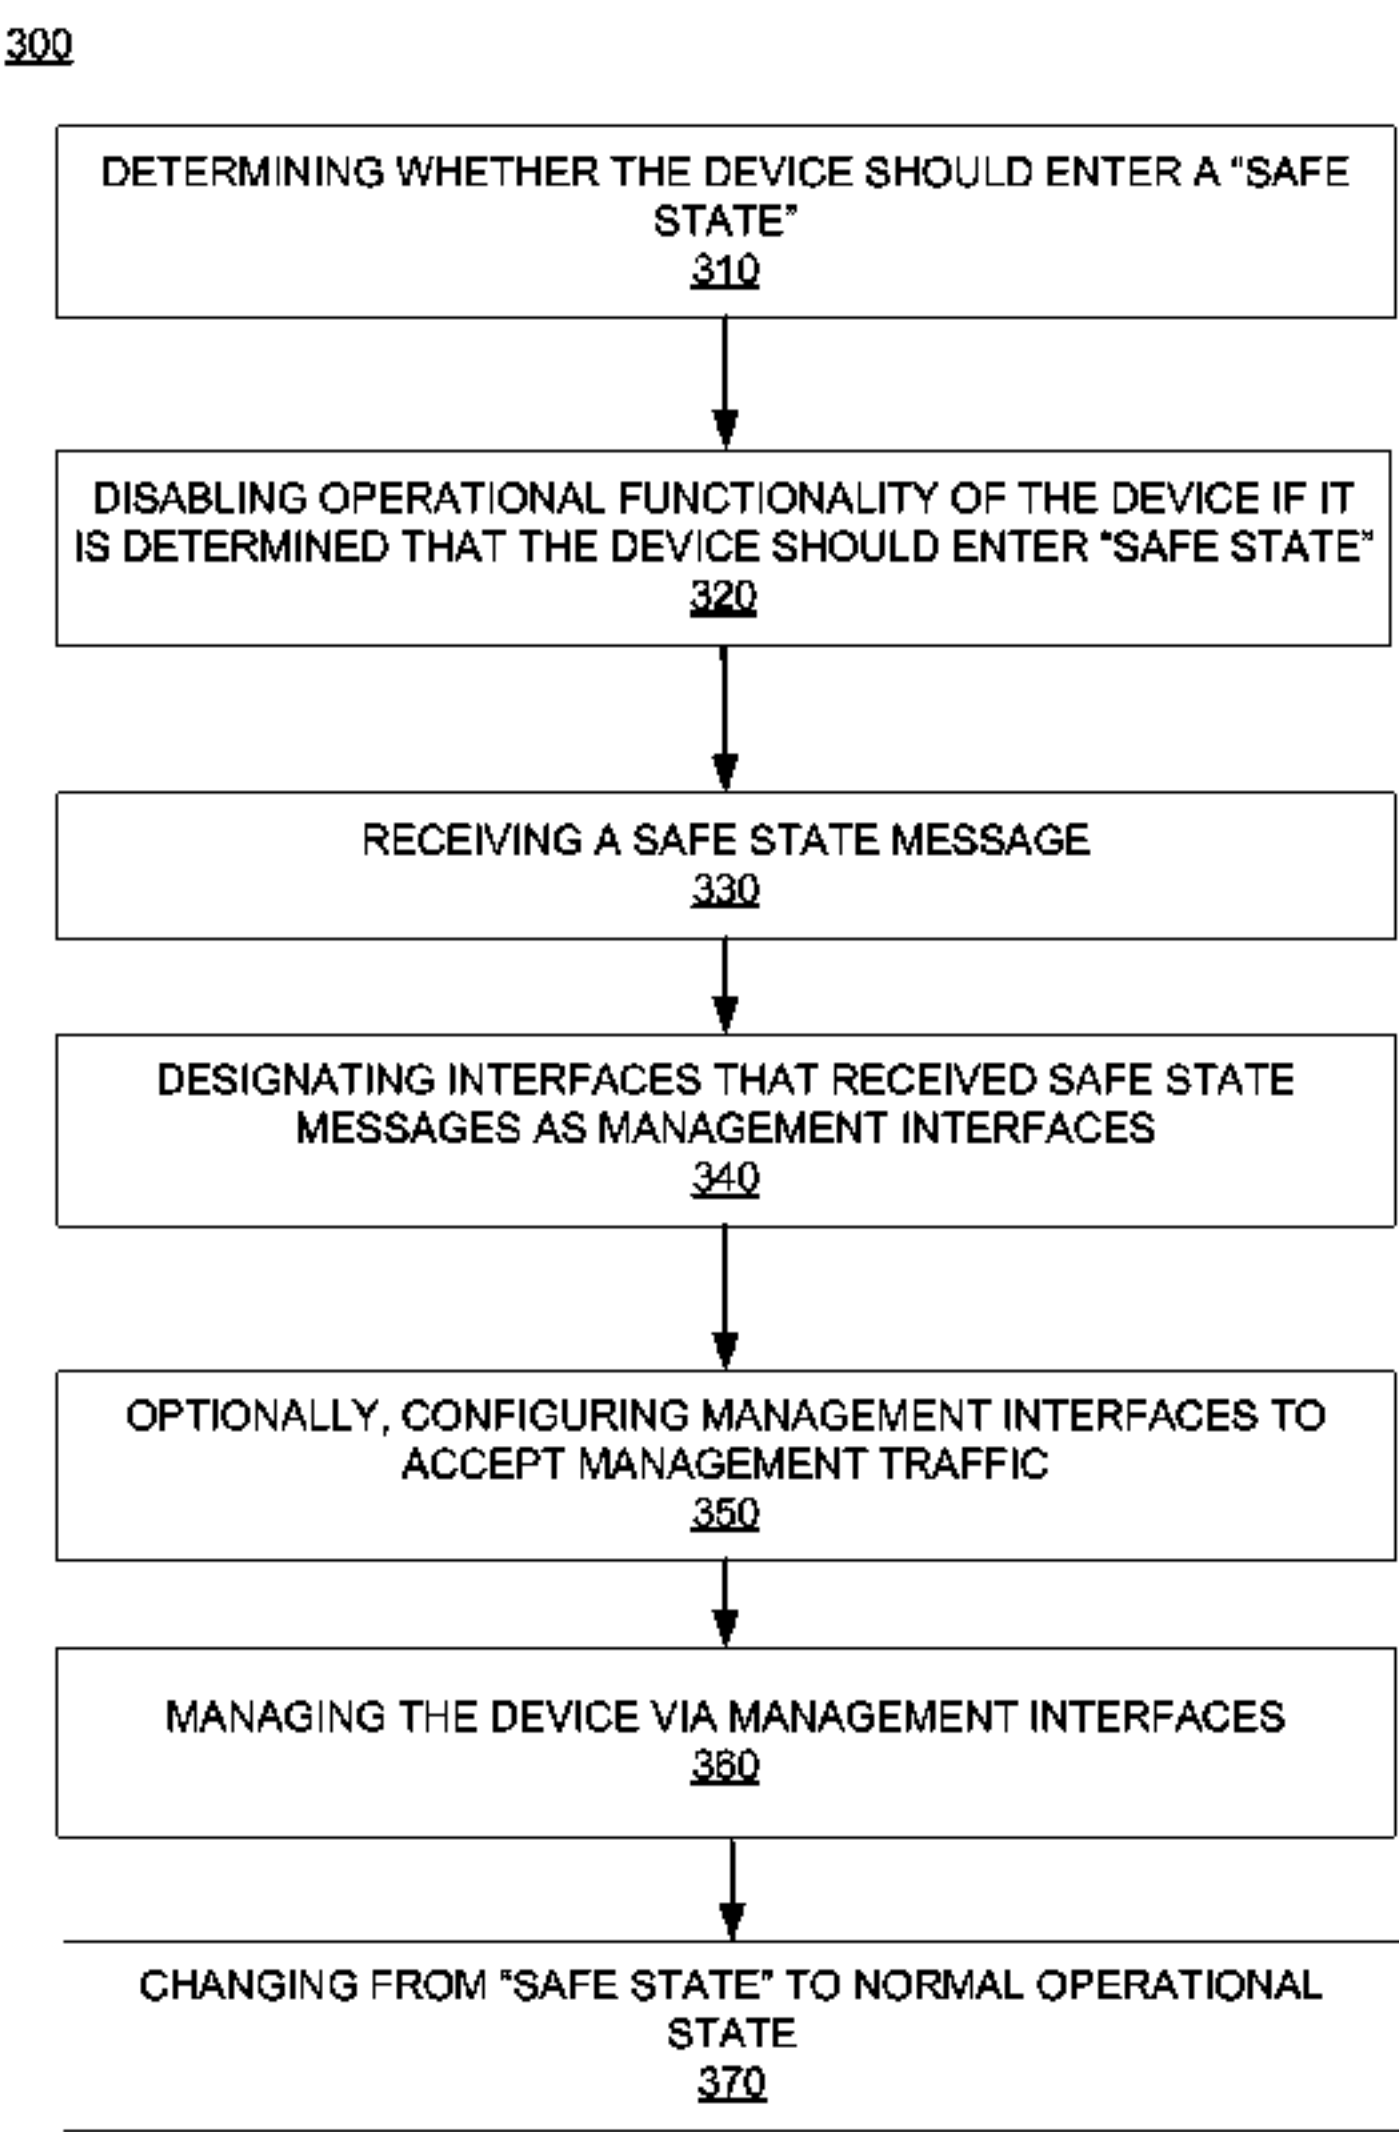 300
DETERMINING WHETHER THE DEVICE SHOULD ENTER A “SAFE
STATE”
310
DISABLING OPERATIONAL FUNCTIONALITY OF THE DEVICE IF IT
IS DETERMINED THAT THE DEVICE SHOULD ENTER “SAFE STATE”
320
RECEIVING A SAFE STATE MESSAGE
330
DESIGNATING INTERFACES THAT RECEIVED SAFE STATE
MESSAGES AS MANAGEMENT INTERFACES
340
OPTIONALLY, CONFIGURING MANAGEMENT INTERFACES TO
ACCEPT MANAGEMENT TRAFFIC
350
MANAGING THE DEVICE VIA MANAGEMENT INTERFACES
360
CHANGING FROM “SAFE STATE” TO NORMAL OPERATIONAL
STATE
370